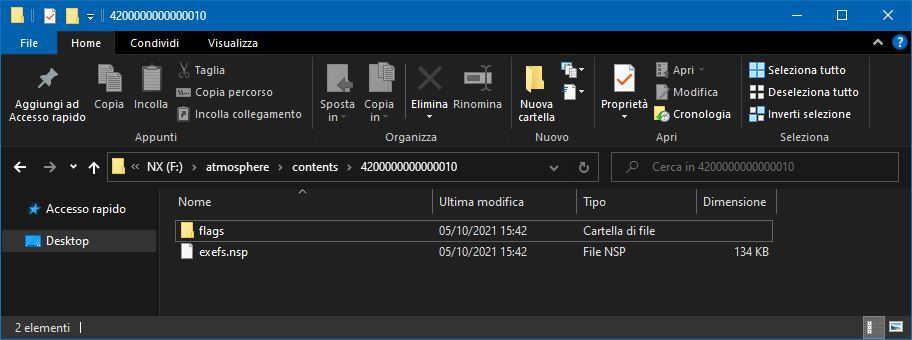 4200000000000010
File Home Condividi Visualizza
Aggiungi ad
Accesso rapido
Copia
Incolla
Taglia
Copia percorso
Incolla collegamento
Appunti
Sposta
in
Copia
in
Elimina
Rinomina
Organizza
Nuova
cartella
Nuovo
Proprietà
Apri
Modifica
Cronologia
Apri
Seleziona tutto
Deseleziona tutto
Inverti selezione
Seleziona
« NX (F:) › atmosphere › contents › 4200000000000010
Cerca in 4200000000000010
Accesso rapido
Desktop
Nome Ultima modifica Tipo Dimensione
flags 05/10/2021 15:42 Cartella di file
exefs.nsp 05/10/2021 15:42 File NSP 134 KB
2 elementi